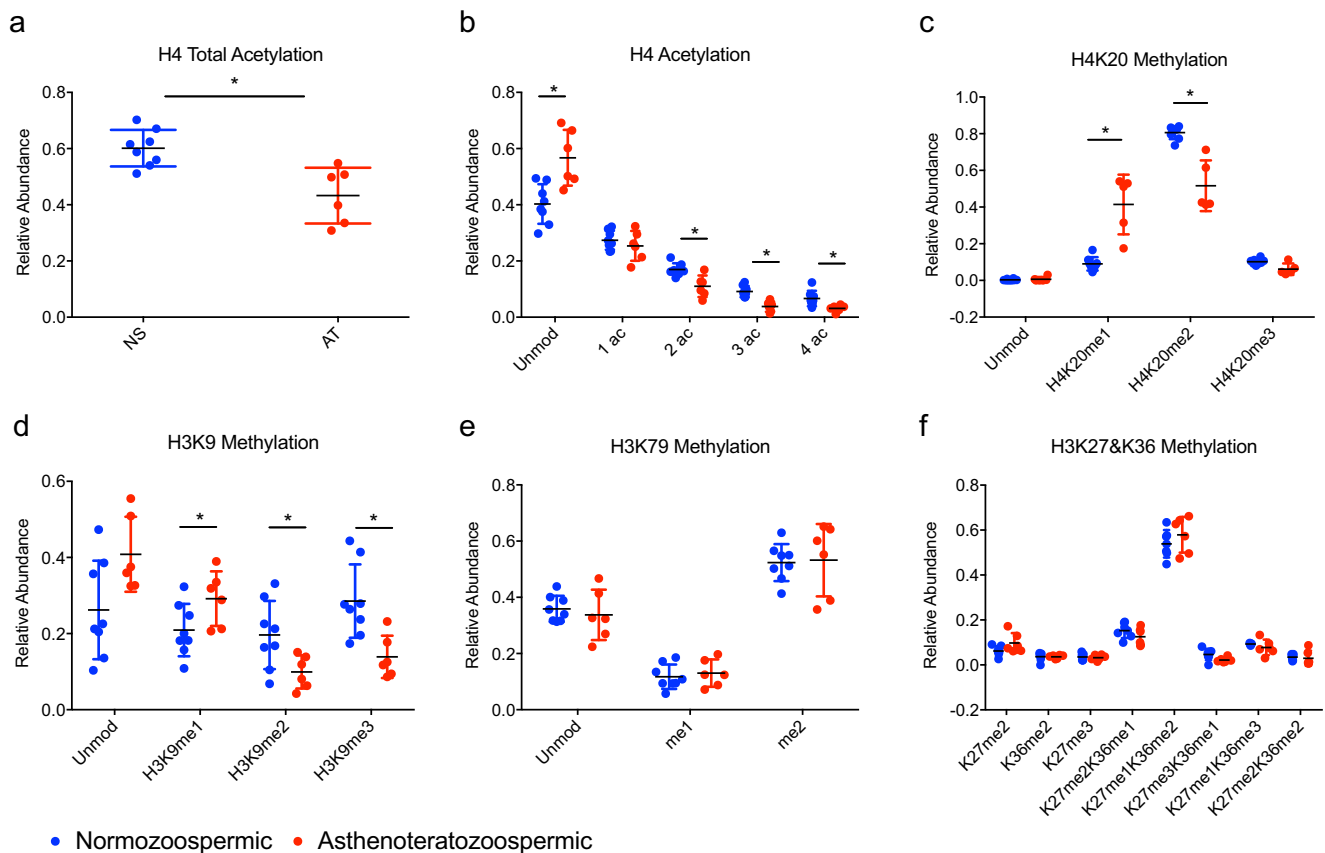 a
H4 Total Acetylation
*
Relative Abundance
0.8
0.6
0.4
0.2
0.0
NS
AT
b
H4 Acetylation
*
*
*
*
Relative Abundance
0.8
0.6
0.4
0.2
0.0
Unmod
1 ac
2 ac
3 ac
4 ac
c
H4K20 Methylation
*
*
Relative Abundance
1.0
0.8
0.6
0.4
0.2
0.0
-0.2
Unmod
H4K20me1
H4K20me2
H4K20me3
d
H3K9 Methylation
*
*
*
Relative Abundance
0.6
0.4
0.2
0.0
Unmod
H3K9me1
H3K9me2
H3K9me3
e
H3K79 Methylation
Relative Abundance
0.8
0.6
0.4
0.2
0.0
Unmod
me1
me2
f
H3K27&K36 Methylation
Relative Abundance
0.8
0.6
0.4
0.2
0.0
-0.2
K27me2
K36me2
K27me3
K27me2K36me1
K27me1K36me2
K27me3K36me1
K27me1K36me3
K27me2K36me2
Normozoospermic
Asthenoteratozoospermic